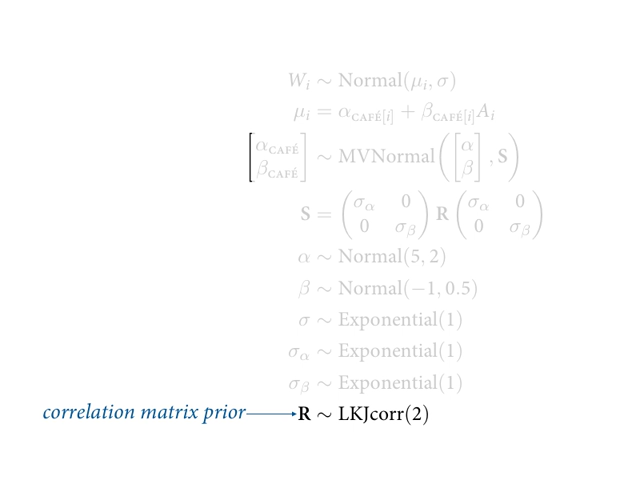 W_i ∼ Normal(μ_i, σ)
μ_i = α_CAFÉ[i] + β_CAFÉ[i] A_i
[α_CAFÉ
β_CAFÉ] ∼ MVNormal([α
β], S)
S = (σ_α 0
0 σ_β) R (σ_α 0
0 σ_β)
α ∼ Normal(5, 2)
β ∼ Normal(−1, 0.5)
σ ∼ Exponential(1)
σ_α ∼ Exponential(1)
σ_β ∼ Exponential(1)
correlation matrix prior R ∼ LKJcorr(2)